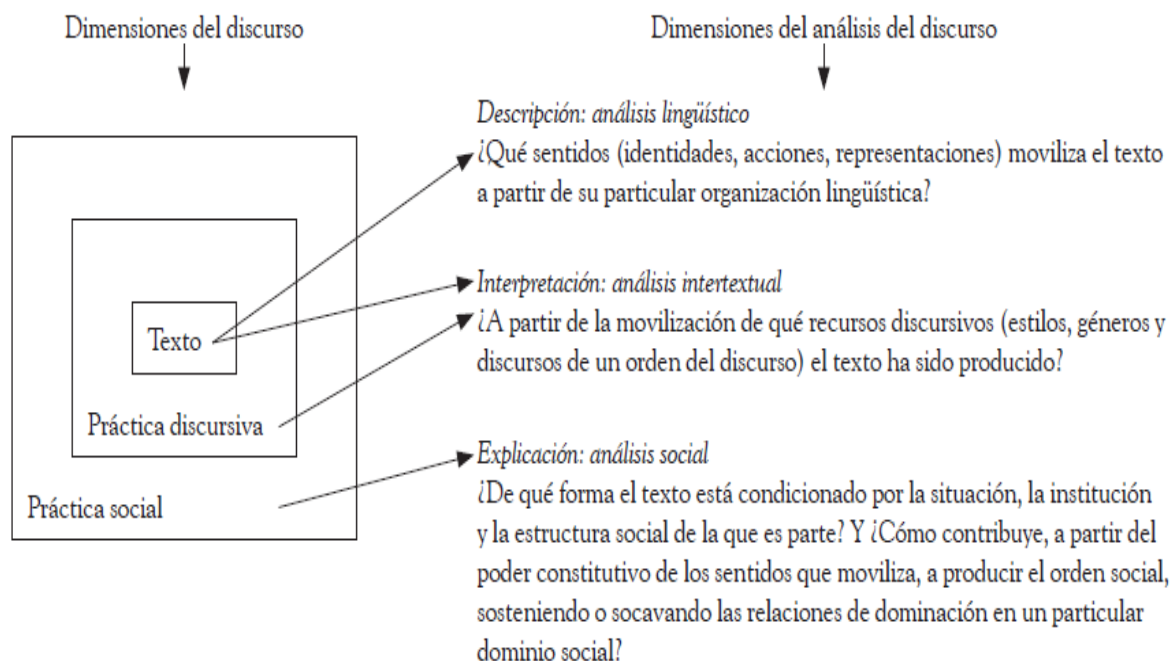 Dimensiones del discurso
Dimensiones del análisis del discurso
Descripción: análisis lingüístico
¿Qué sentidos (identidades, acciones, representaciones) moviliza el texto
a partir de su particular organización lingüística?
Interpretación: análisis intertextual
¿A partir de la movilización de qué recursos discursivos (estilos, géneros y
discursos de un orden del discurso) el texto ha sido producido?
Explicación: análisis social
¿De qué forma el texto está condicionado por la situación, la institución
y la estructura social de la que es parte? Y ¿Cómo contribuye, a partir del
poder constitutivo de los sentidos que moviliza, a producir el orden social,
sosteniendo o socavando las relaciones de dominación en un particular
dominio social?
Texto
Práctica discursiva
Práctica social